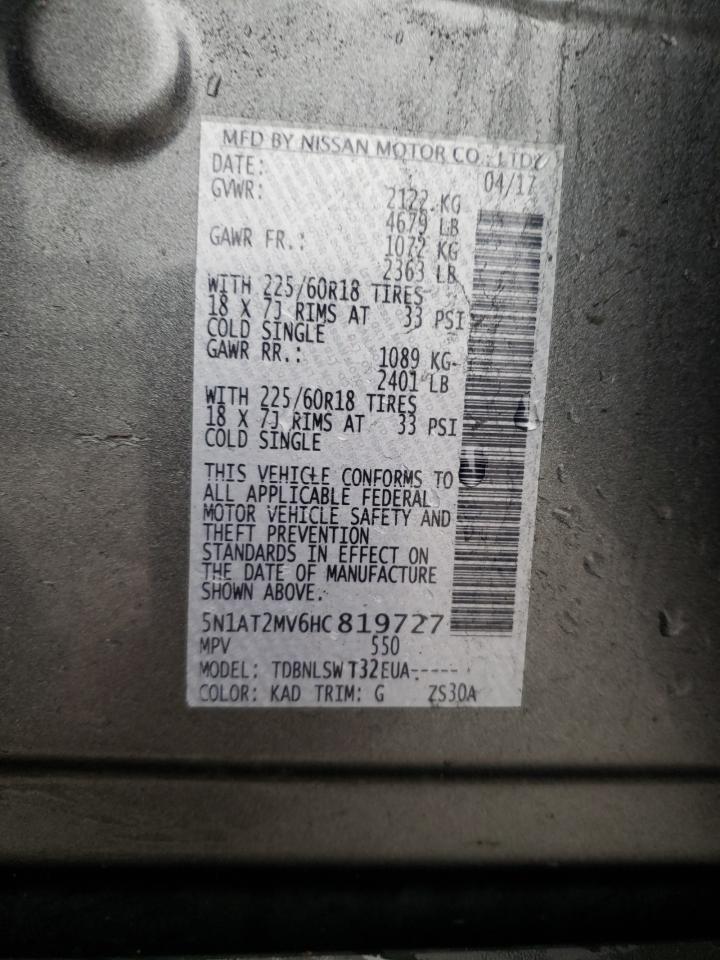 MFD BY NISSAN MOTOR CO., LTD.
DATE: 04/17
GVWR: 2122 KG
4679 LB
GAWR FR.: 1072 KG
2363 LB
WITH 225/60R18 TIRES
18 X 7J RIMS AT 33 PSI
COLD SINGLE
GAWR RR.: 1089 KG
2401 LB
WITH 225/60R18 TIRES
18 X 7J RIMS AT 33 PSI
COLD SINGLE
THIS VEHICLE CONFORMS TO
ALL APPLICABLE FEDERAL
MOTOR VEHICLE SAFETY AND
THEFT PREVENTION
STANDARDS IN EFFECT ON
THE DATE OF MANUFACTURE
SHOWN ABOVE.
5N1AT2MV6HC819727
MPV 550
MODEL: TDBNLSWT32EUA-----
COLOR: KAD TRIM: G ZS30A